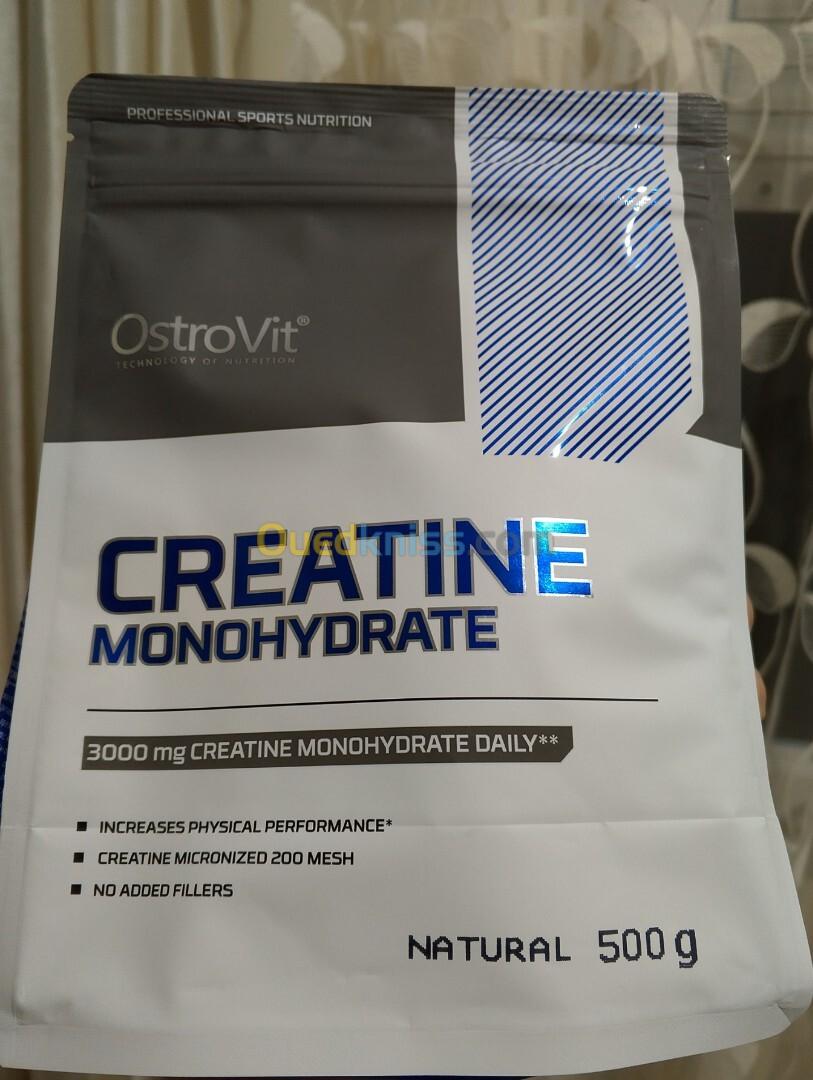 PROFESSIONAL SPORTS NUTRITION
OstroVit®
TECHNOLOGY OF NUTRITION
Ouedkniss.com
CREATINE
MONOHYDRATE
3000 mg CREATINE MONOHYDRATE DAILY**
■ INCREASES PHYSICAL PERFORMANCE*
■ CREATINE MICRONIZED 200 MESH
■ NO ADDED FILLERS
NATURAL 500 g